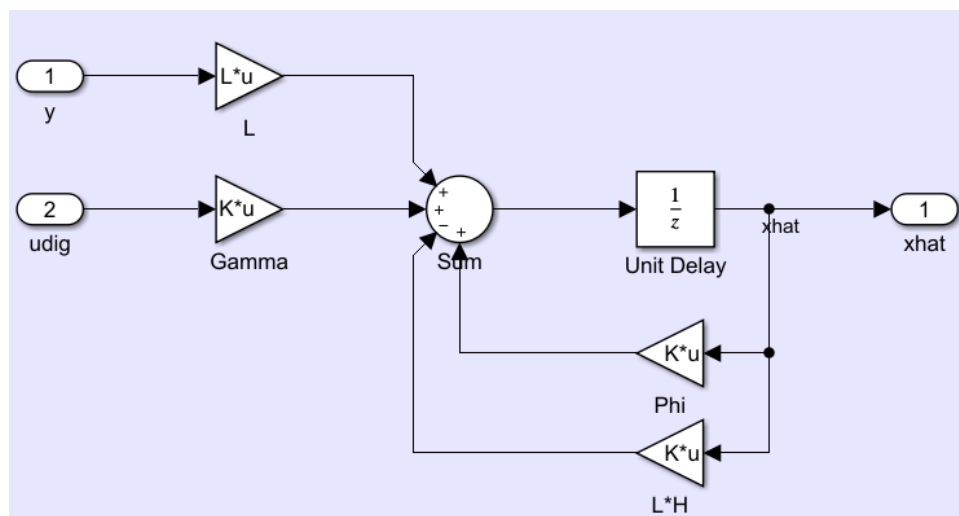 1
y
L*u
L
2
udig
K*u
Gamma
+
+
−
+
Sum
1
z
Unit Delay
xhat
1
xhat
K*u
Phi
K*u
L*H